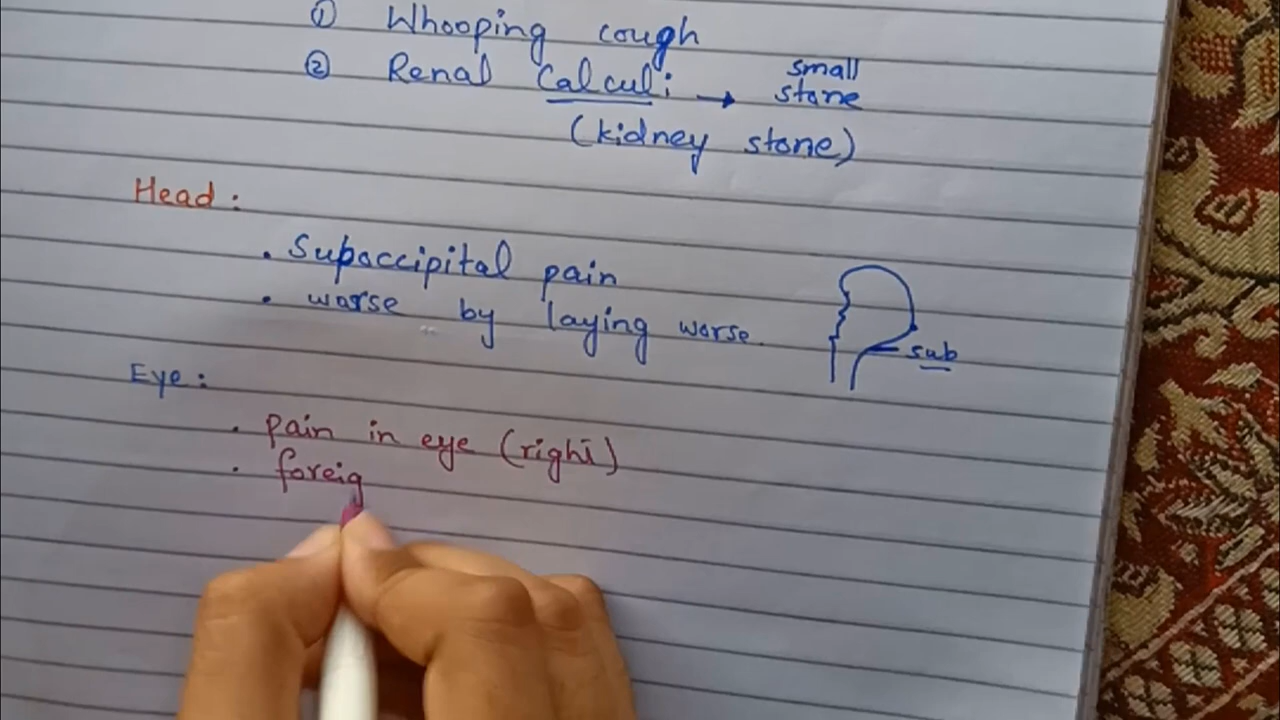 ① Whooping cough
② Renal Calculi → small stone
(kidney stone)
Head :
. Suboccipital pain
. worse by laying worse
sub
Eye :
. pain in eye (right)
. foreig